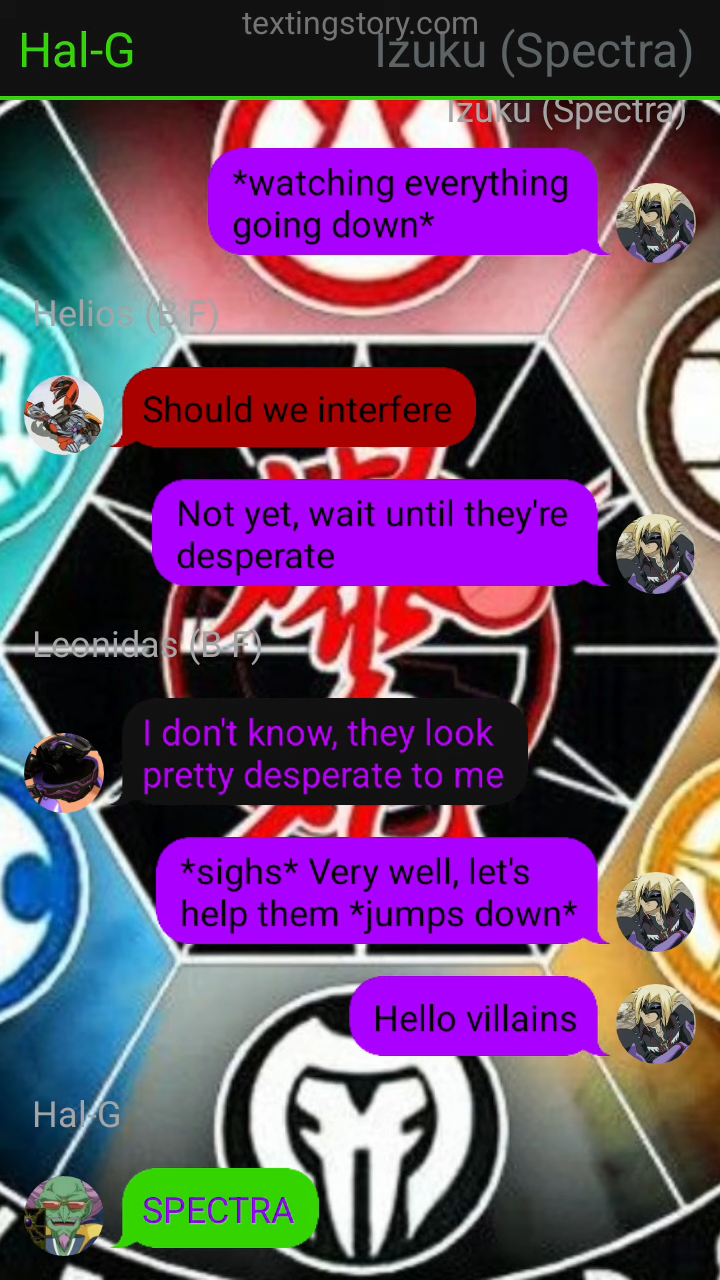 textingstory.com
Hal-G
Izuku (Spectra)
Izuku (Spectra)
*watching everything
going down*
Helios (B-F)
Should we interfere
Not yet, wait until they're
desperate
Leonidas (B-F)
I don't know, they look
pretty desperate to me
*sighs* Very well, let's
help them *jumps down*
Hello villains
Hal-G
SPECTRA